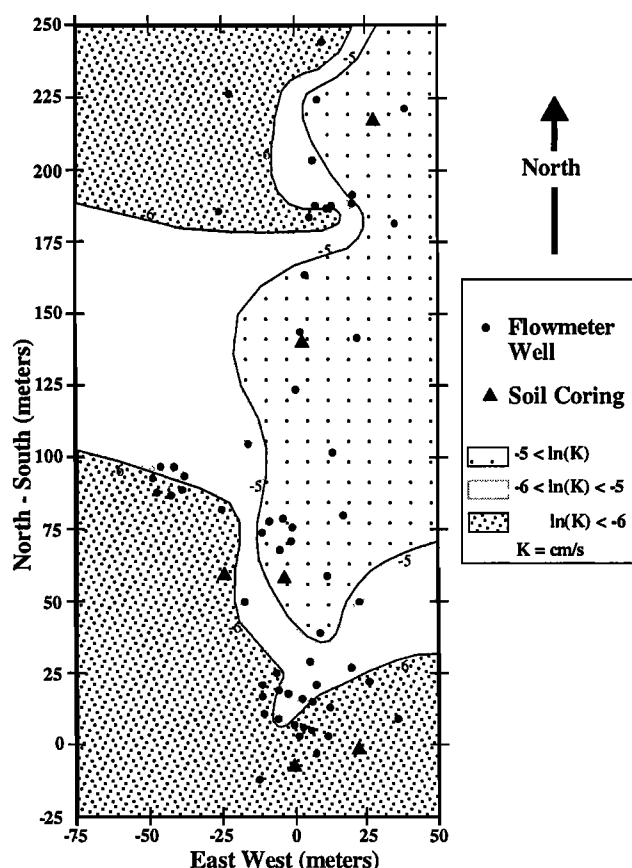 250
225
200
175
150
125
100
75
50
25
0
-25
North - South (meters)
-75
-50
-25
0
25
50
East West (meters)
-5
-6
-6
-5
-6
-5
-5
-6
-6
North
Flowmeter
Well
Soil Coring
-5 < ln(K)
-6 < ln(K) < -5
ln(K) < -6
K = cm/s